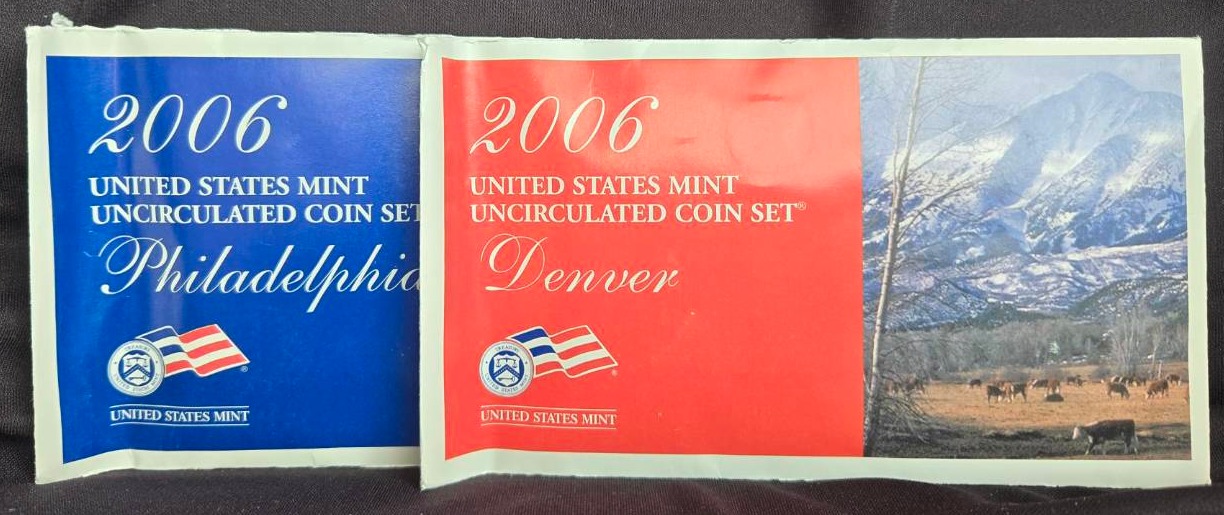 2006
UNITED STATES MINT
UNCIRCULATED COIN SET
Philadelphia
UNITED STATES MINT
2006
UNITED STATES MINT
UNCIRCULATED COIN SET®
Denver
UNITED STATES MINT